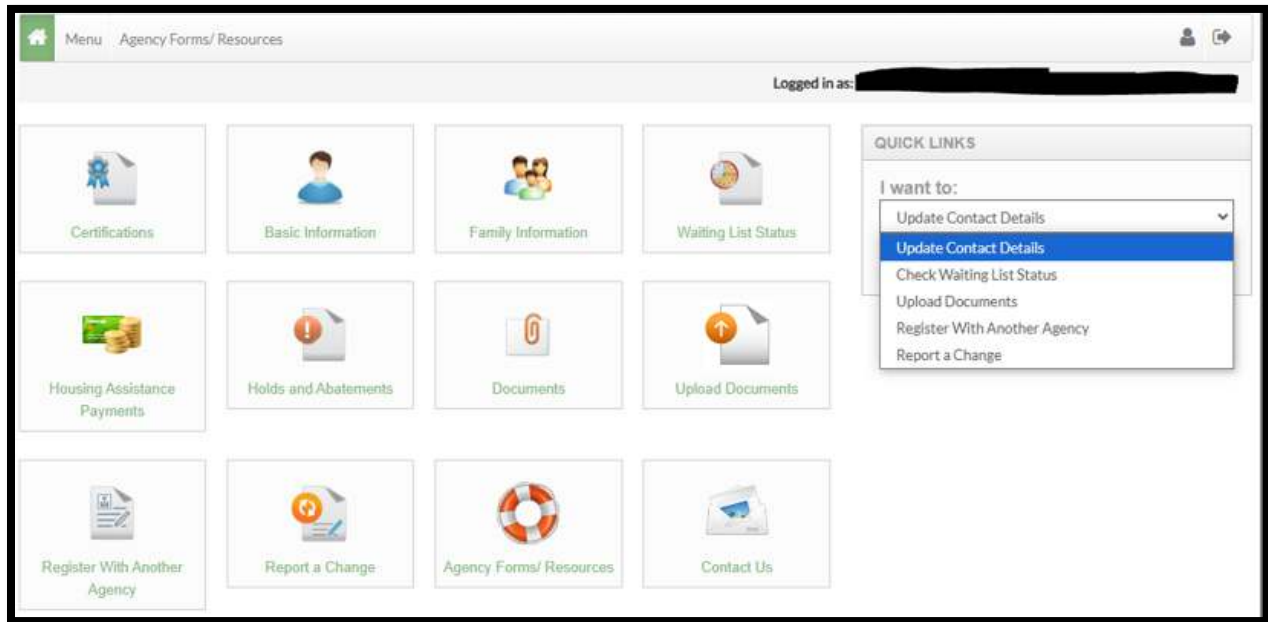 Menu Agency Forms/ Resources
Logged in as:
Certifications
Basic Information
Family Information
Waiting List Status
Housing Assistance
Payments
Holds and Abatements
Documents
Upload Documents
Register With Another
Agency
Report a Change
Agency Forms/ Resources
Contact Us
QUICK LINKS
I want to:
Update Contact Details
Update Contact Details
Check Waiting List Status
Upload Documents
Register With Another Agency
Report a Change